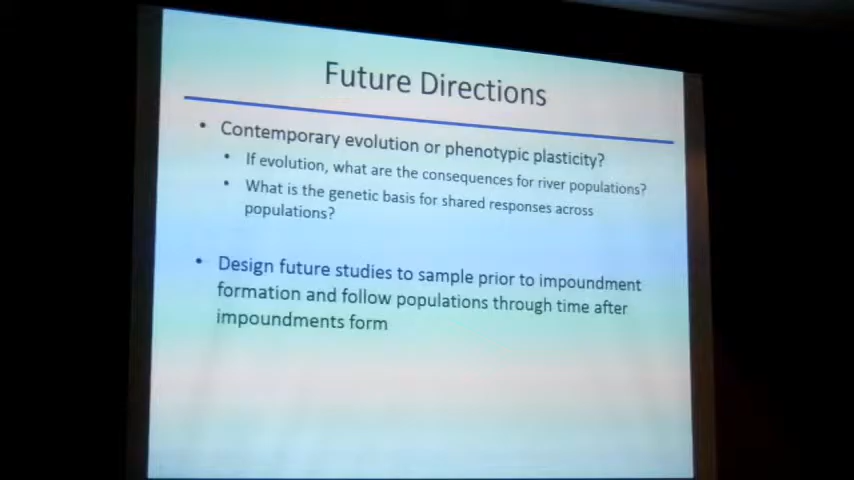 Future Directions
• Contemporary evolution or phenotypic plasticity?
• If evolution, what are the consequences for river populations?
• What is the genetic basis for shared responses across
populations?
• Design future studies to sample prior to impoundment
formation and follow populations through time after
impoundments form